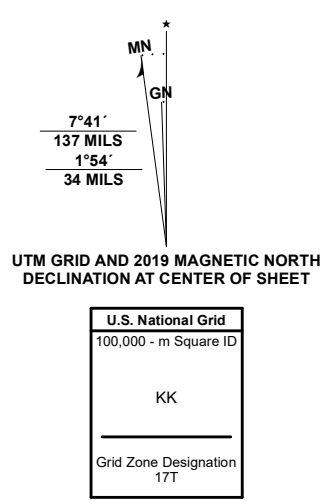 MN
GN
7°41´
137 MILS
1°54´
34 MILS
UTM GRID AND 2019 MAGNETIC NORTH
DECLINATION AT CENTER OF SHEET
U.S. National Grid
100,000 - m Square ID
KK
Grid Zone Designation
17T